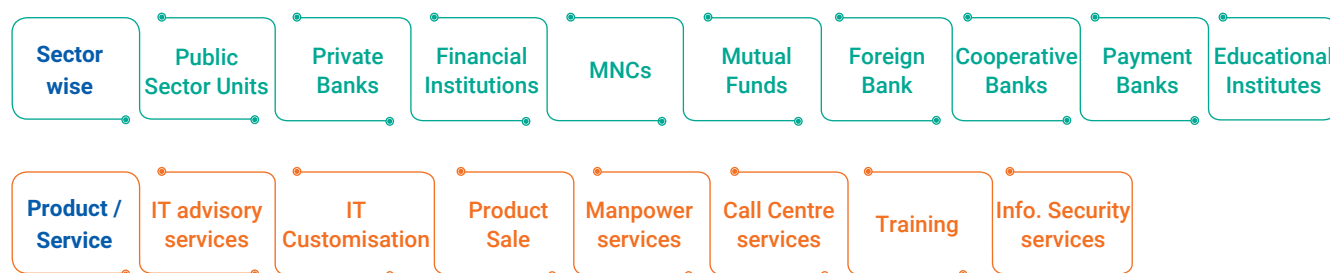 Sector
wise
Public
Sector Units
Private
Banks
Financial
Institutions
MNCs
Mutual
Funds
Foreign
Bank
Cooperative
Banks
Payment
Banks
Educational
Institutes
Product /
Service
IT advisory
services
IT
Customisation
Product
Sale
Manpower
services
Call Centre
services
Training
Info. Security
services